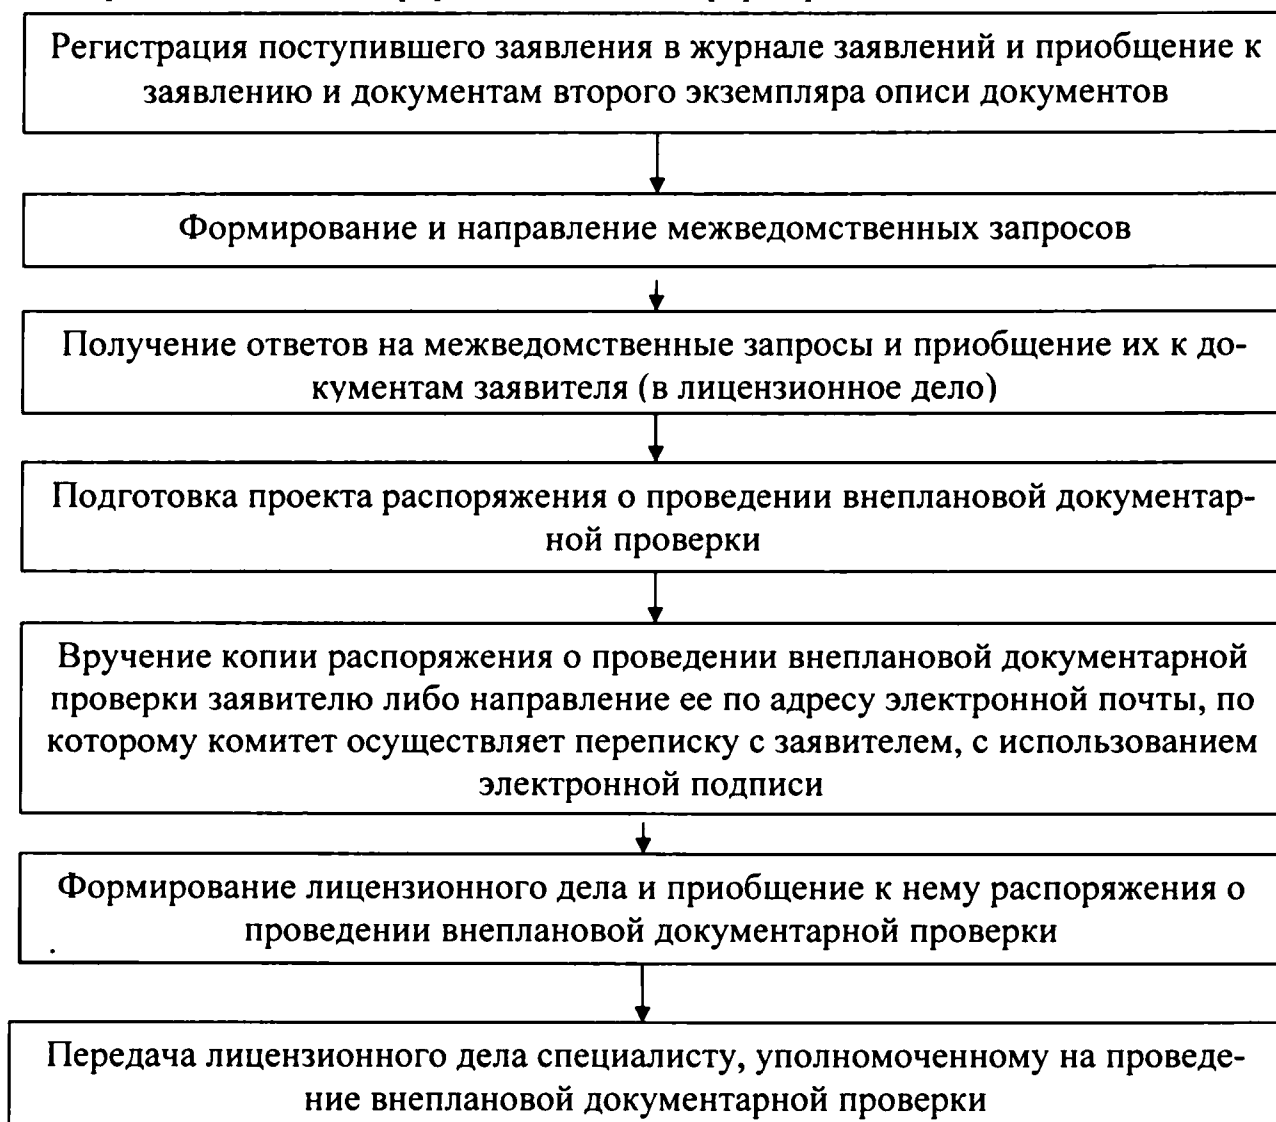 Регистрация поступившего заявления в журнале заявлений и приобщение к
заявлению и документам второго экземпляра описи документов
Формирование и направление межведомственных запросов
Получение ответов на межведомственные запросы и приобщение их к до-
кументам заявителя (в лицензионное дело)
Подготовка проекта распоряжения о проведении внеплановой документар-
ной проверки
Вручение копии распоряжения о проведении внеплановой документарной
проверки заявителю либо направление ее по адресу электронной почты, по
которому комитет осуществляет переписку с заявителем, с использованием
электронной подписи
Формирование лицензионного дела и приобщение к нему распоряжения о
проведении внеплановой документарной проверки
Передача лицензионного дела специалисту, уполномоченному на проведе-
ние внеплановой документарной проверки